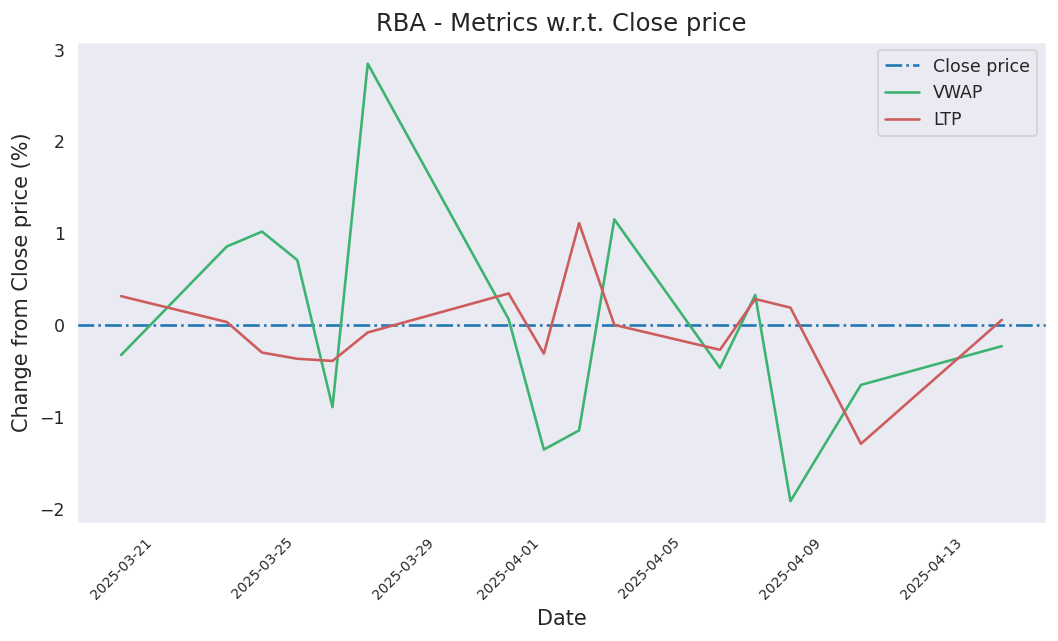 RBA - Metrics w.r.t. Close price
Change from Close price (%)
3
2
1
0
−1
−2
Close price
VWAP
LTP
2025-03-21
2025-03-25
2025-03-29
2025-04-01
2025-04-05
2025-04-09
2025-04-13
Date